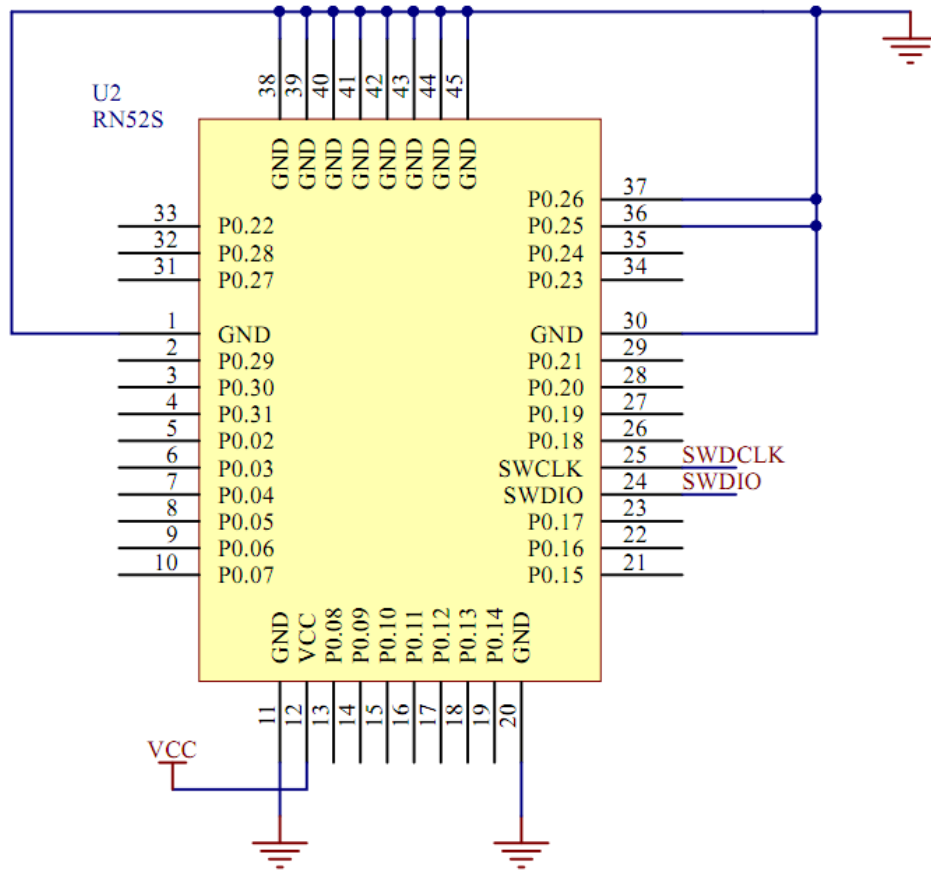 38 39 40 41 42 43 44 45
U2
RN52S
GND GND GND GND GND GND GND GND
P0.26 37
33 P0.22 P0.25 36
32 P0.28 P0.24 35
31 P0.27 P0.23 34
1 GND GND 30
2 P0.29 P0.21 29
3 P0.30 P0.20 28
4 P0.31 P0.19 27
5 P0.02 P0.18 26
6 P0.03 SWCLK 25 SWDCLK
7 P0.04 SWDIO 24 SWDIO
8 P0.05 P0.17 23
9 P0.06 P0.16 22
10 P0.07 P0.15 21
GND VCC P0.08 P0.09 P0.10 P0.11 P0.12 P0.13 P0.14 GND
11 12 13 14 15 16 17 18 19 20
VCC